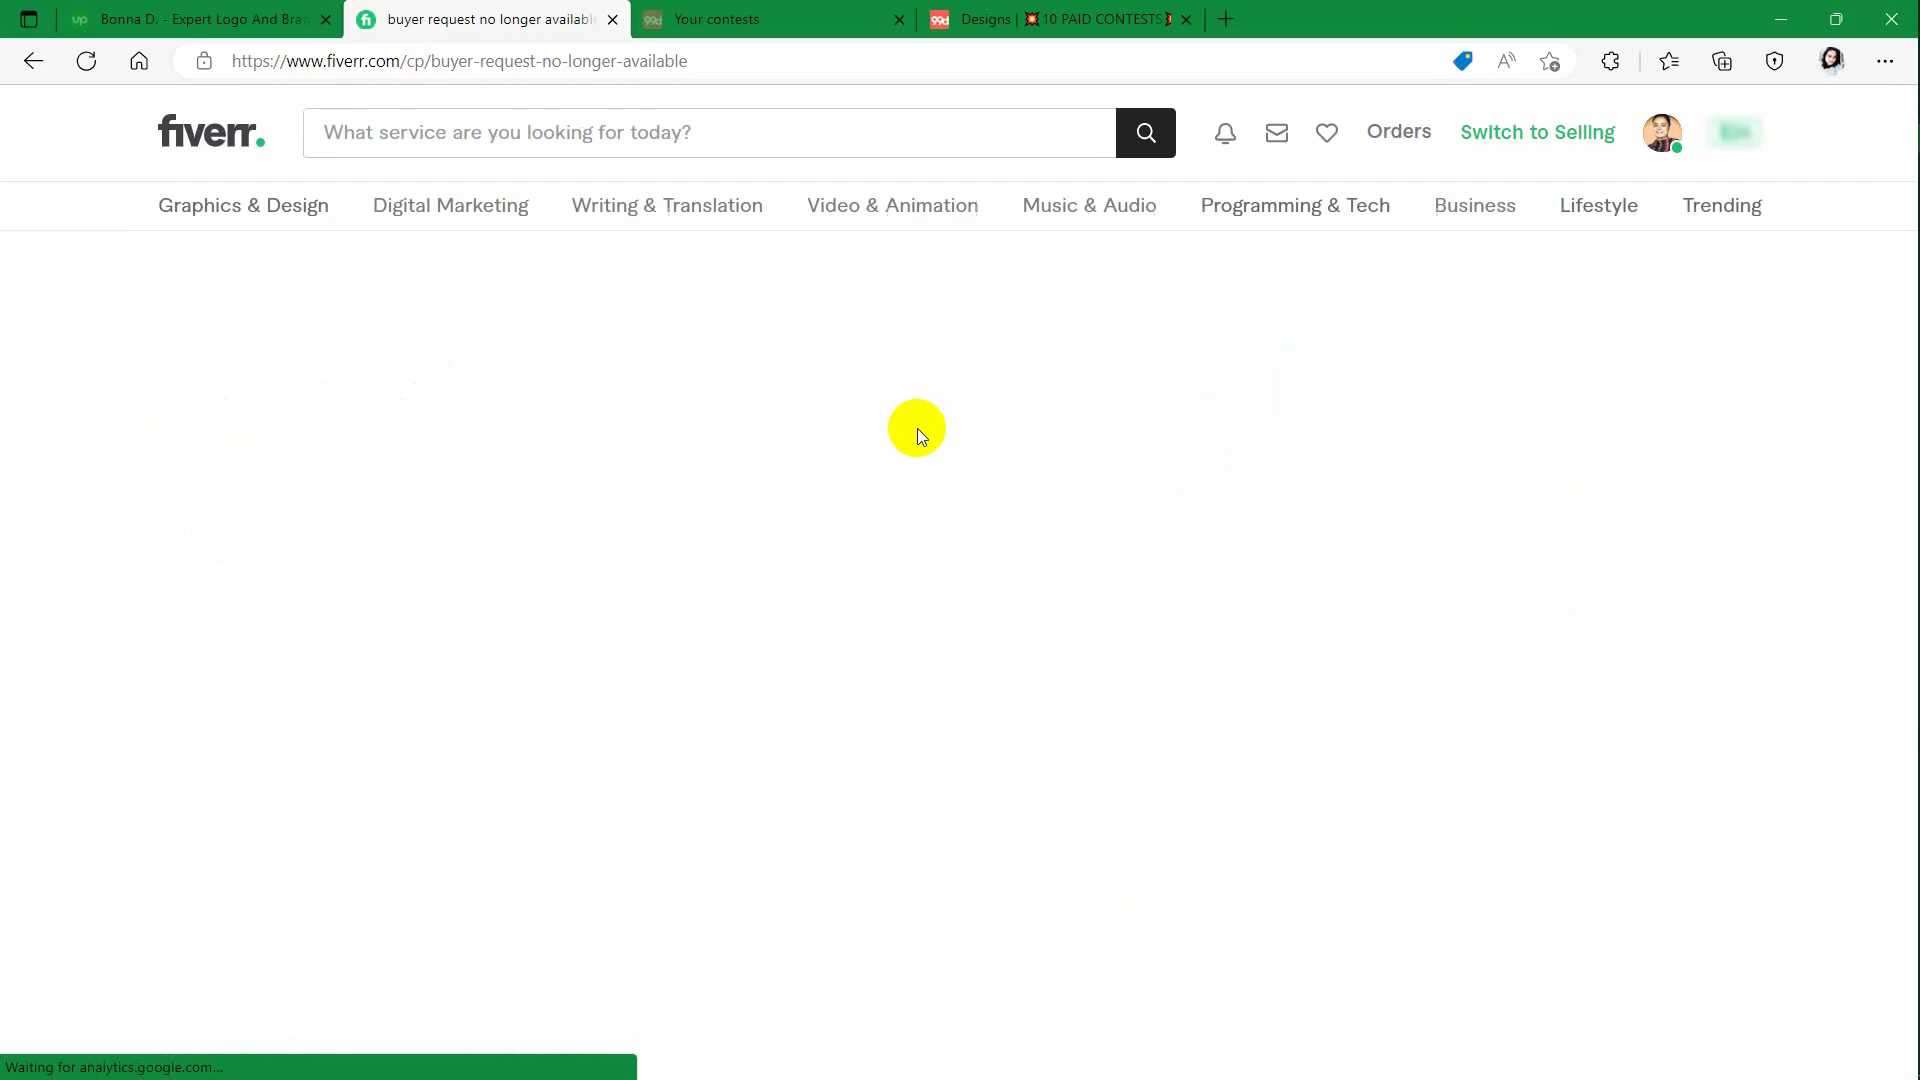 Bonna D. - Expert Logo And Bran
buyer request no longer availabl
Your contests
Designs | 💥10 PAID CONTESTS
https://www.fiverr.com/cp/buyer-request-no-longer-available
fiverr.
What service are you looking for today?
Orders
Switch to Selling
Graphics & Design
Digital Marketing
Writing & Translation
Video & Animation
Music & Audio
Programming & Tech
Business
Lifestyle
Trending
Waiting for analytics.google.com...